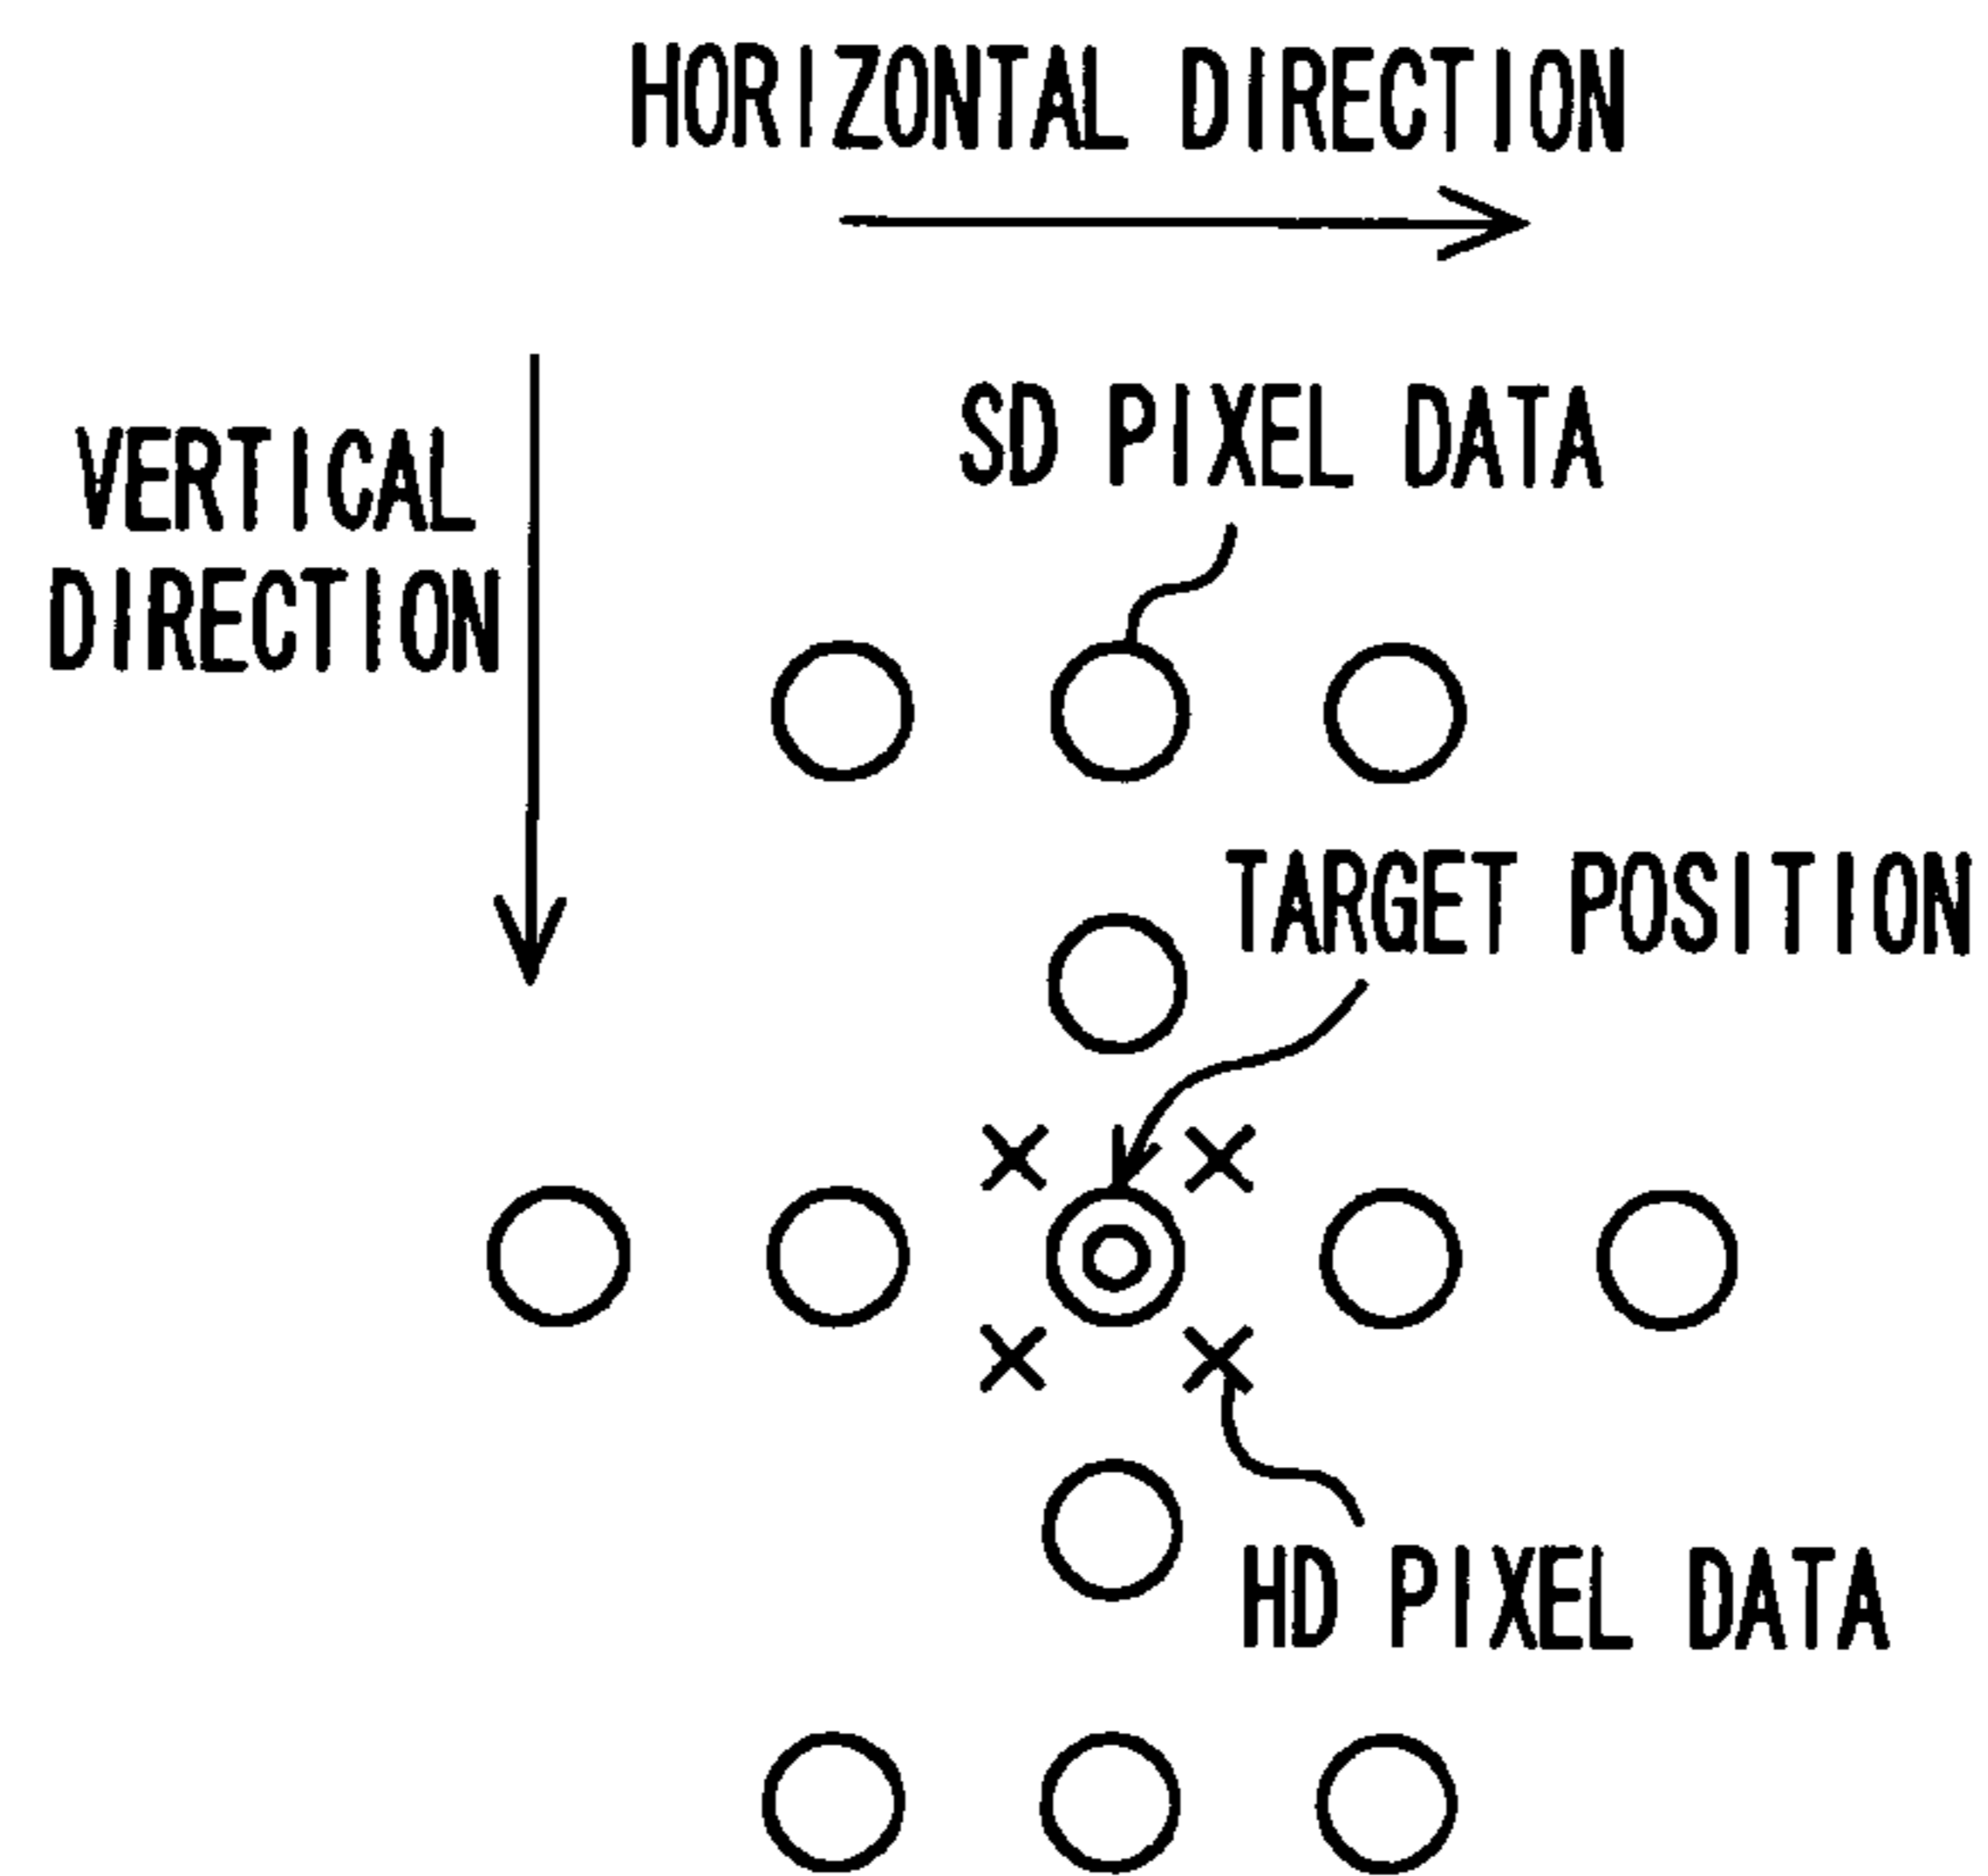 HORIZONTAL DIRECTION
SD PIXEL DATA
VERTICAL
DIRECTION
TARGET POSITION
HD PIXEL DATA